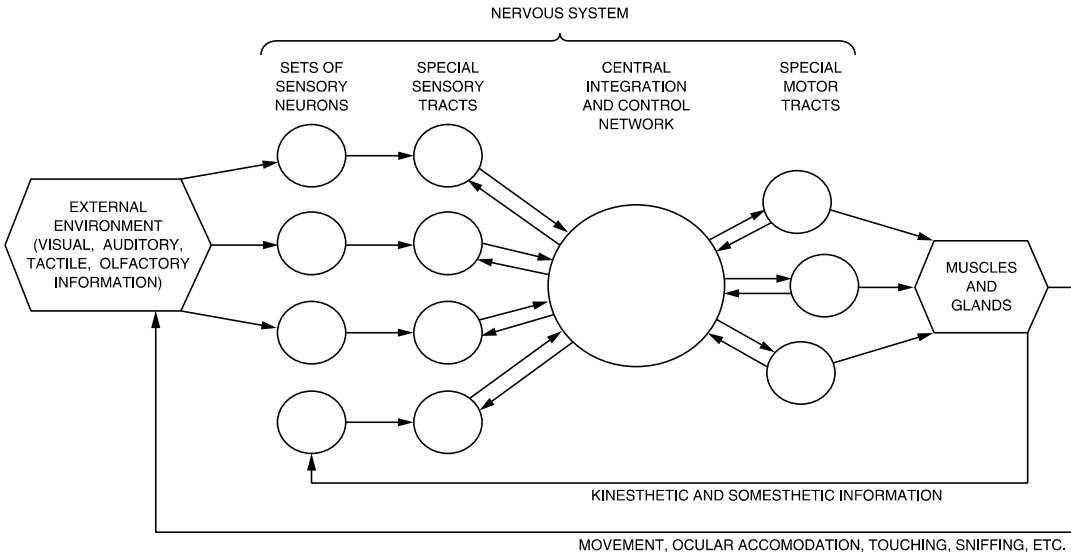 NERVOUS SYSTEM
SETS OF
SENSORY
NEURONS
SPECIAL
SENSORY
TRACTS
CENTRAL
INTEGRATION
AND CONTROL
NETWORK
SPECIAL
MOTOR
TRACTS
EXTERNAL
ENVIRONMENT
(VISUAL, AUDITORY,
TACTILE, OLFACTORY
INFORMATION)
MUSCLES
AND
GLANDS
KINESTHETIC AND SOMESTHETIC INFORMATION
MOVEMENT, OCULAR ACCOMODATION, TOUCHING, SNIFFING, ETC.